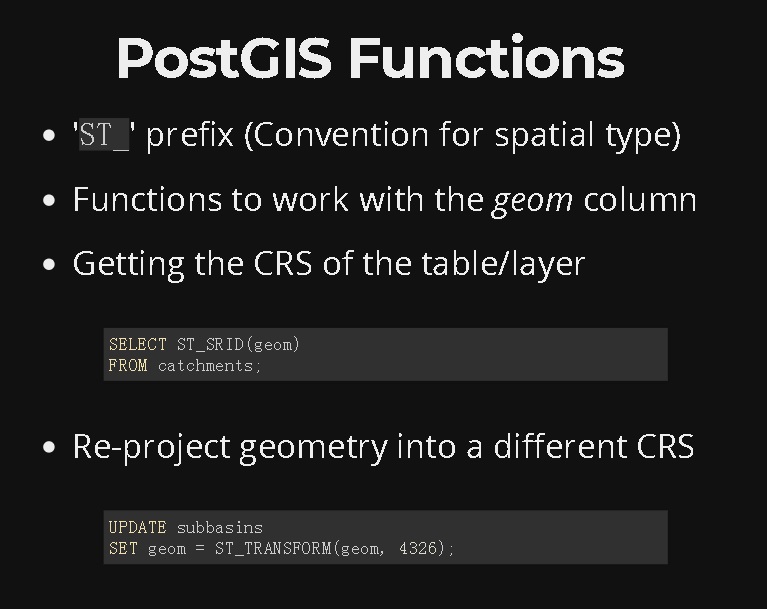 PostGIS Functions
'ST_' prefix (Convention for spatial type)
Functions to work with the geom column
Getting the CRS of the table/layer
SELECT ST_SRID(geom)
FROM catchments;
Re-project geometry into a different CRS
UPDATE subbasins
SET geom = ST_TRANSFORM(geom, 4326);